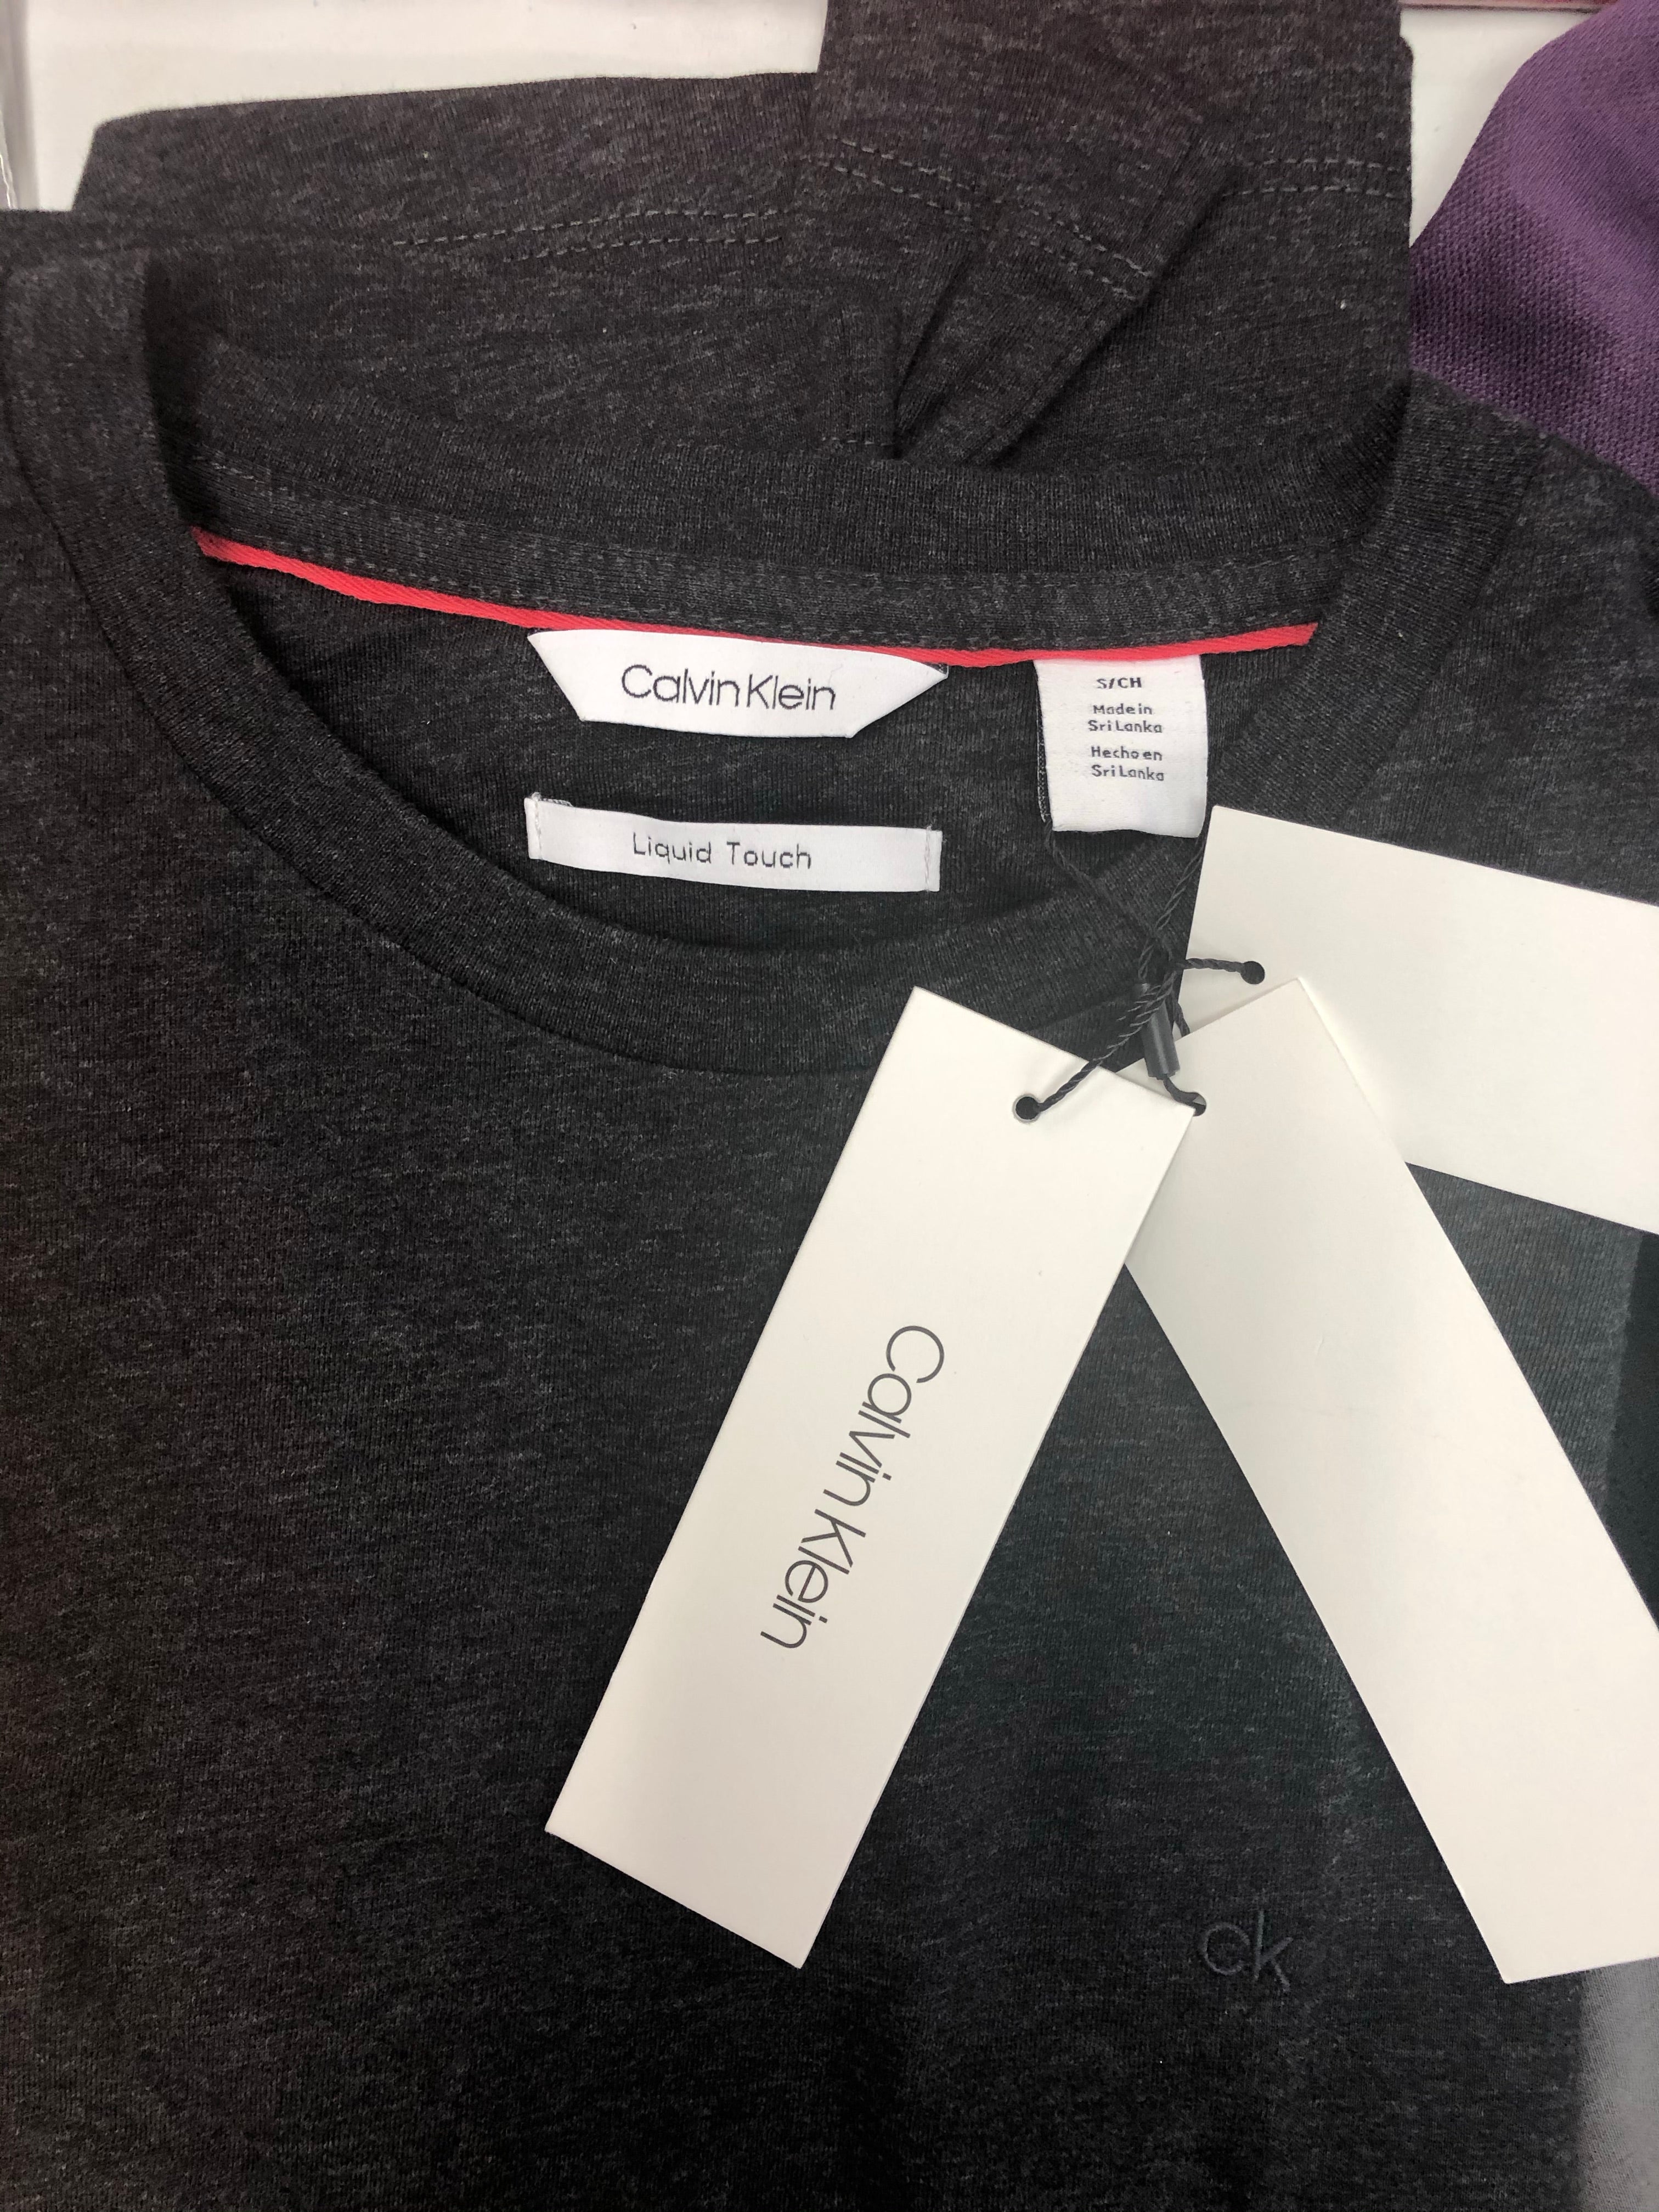 Calvin Klein
S/CH
Made in
Sri Lanka
Hecho en
Sri Lanka
Liquid Touch
Calvin Klein
ck